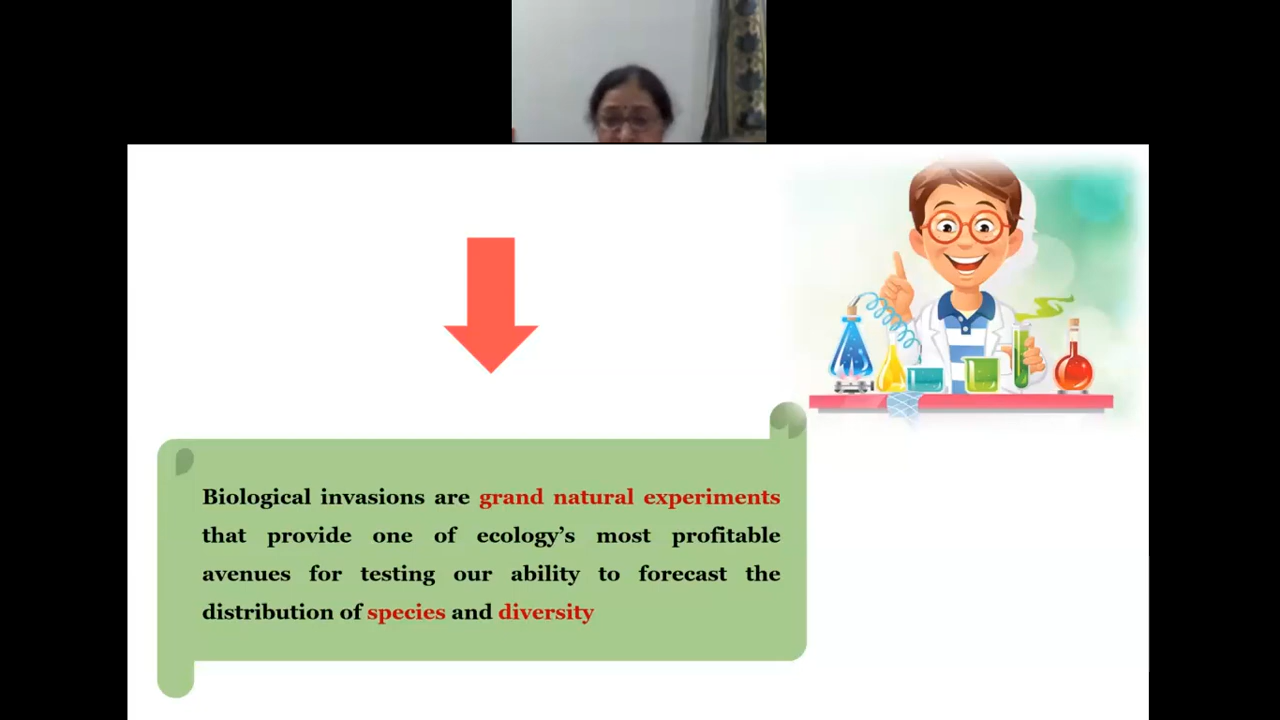 Biological invasions are grand natural experiments
that provide one of ecology’s most profitable
avenues for testing our ability to forecast the
distribution of species and diversity